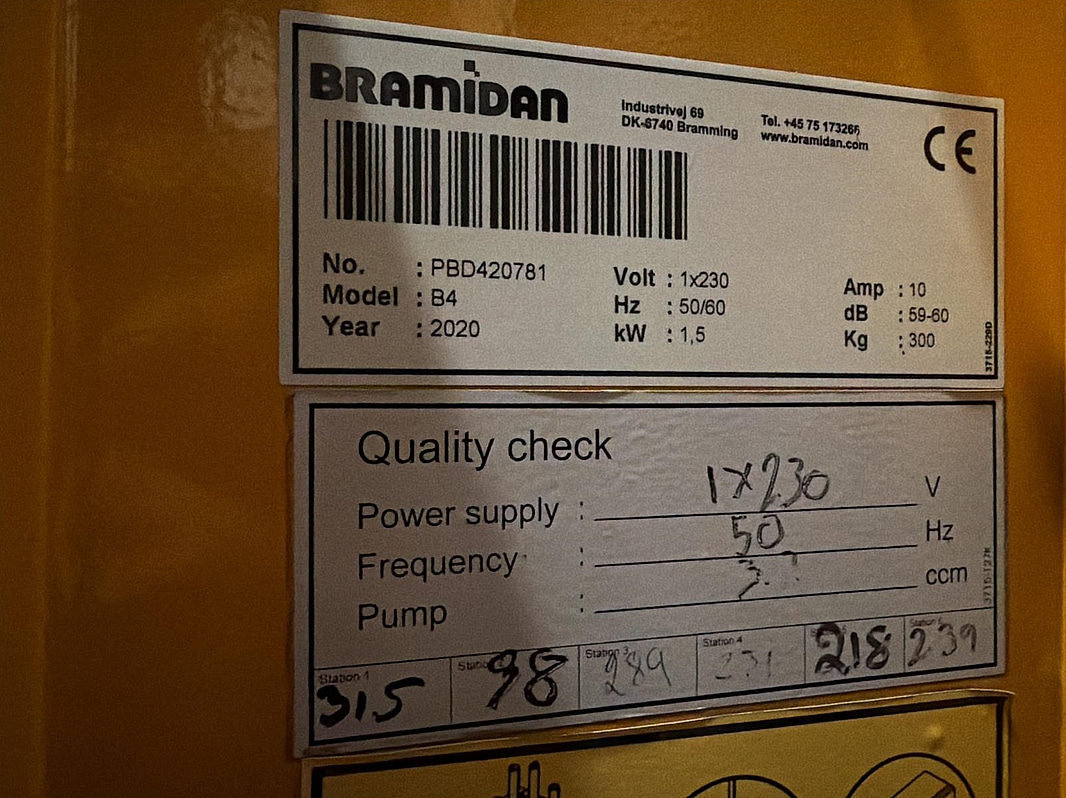 BRAMIDAN
Industrivej 69
DK-6740 Bramming
Tel. +45 75 173266
www.bramidan.com
CE
No. : PBD420781
Model : B4
Year : 2020
Volt : 1x230
Hz : 50/60
kW : 1,5
Amp : 10
dB : 59-60
Kg : 300
3715-229D
Quality check
Power supply : 1x230 V
Frequency : 50 Hz
Pump : ccm
Station 1
315
98
Station 3
289
Station 4
231
218
239